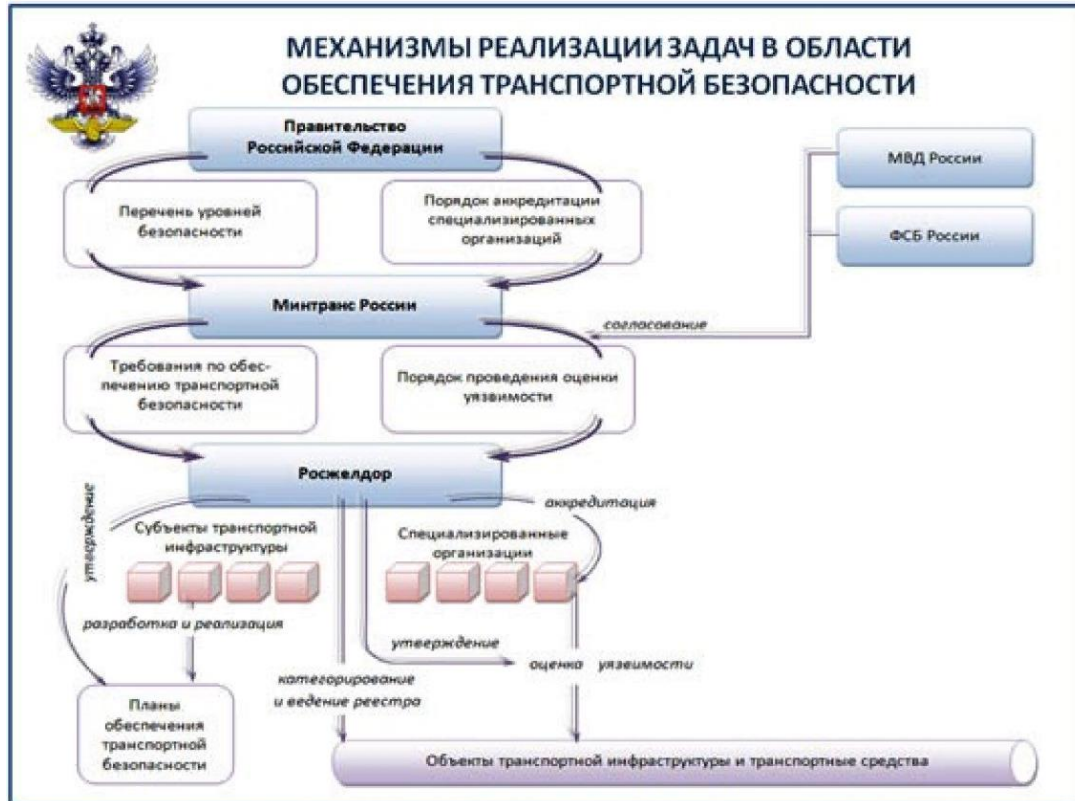 МЕХАНИЗМЫ РЕАЛИЗАЦИИ ЗАДАЧ В ОБЛАСТИ
ОБЕСПЕЧЕНИЯ ТРАНСПОРТНОЙ БЕЗОПАСНОСТИ
Правительство
Российской Федерации
МВД России
ФСБ России
Перечень уровней
безопасности
Порядок аккредитации
специализированных
организаций
Минтранс России
согласование
Требования по обес-
печению транспортной
безопасности
Порядок проведения оценки
уязвимости
Росжелдор
утверждение
аккредитация
Субъекты транспортной
инфраструктуры
Специализированные
организации
разработка и реализация
утверждение
оценка уязвимости
категорирование
и ведение реестра
Планы
обеспечения
транспортной
безопасности
Объекты транспортной инфраструктуры и транспортные средства